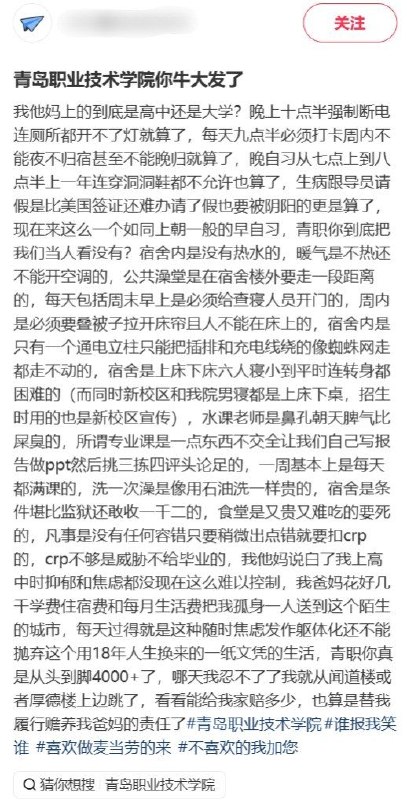 关注
青岛职业技术学院你牛大发了
我他妈上的到底是高中还是大学？晚上十点半强制断电
连厕所都开不了灯就算了，每天九点半必须打卡周内不
能夜不归宿甚至不能晚归就算了，晚自习从七点上到八
点半上一年连穿洞洞鞋都不允许也算了，生病跟导员请
假是比美国签证还难办请了假也要被阴阳的更是算了，
现在来这么一个如同上朝一般的早自习，青职你到底把
我们当人看没有？宿舍内是没有热水的，暖气是不热还
不能开空调的，公共澡堂是在宿舍楼外要走一段距离
的，每天包括周末早上是必须给查寝人员开门的，周内
是必须要叠被子拉开床帘且人不能在床上的，宿舍内是
只有一个通电立柱只能把插排和充电线绕的像蜘蛛网走
都走不动的，宿舍是上床下床六人寝小到平时连转身都
困难的（而同时新校区和我院男寝都是上床下桌，招生
时用的也是新校区宣传），水课老师是鼻孔朝天脾气比
屎臭的，所谓专业课是一点东西不交全让我们自己写报
告做ppt然后挑三拣四评头论足的，一周基本上是每天
都满课的，洗一次澡是像用石油洗一样贵的，宿舍是条
件堪比监狱还敢收一千二的，食堂是又贵又难吃的要死
的，凡事是没有任何容错只要稍微出点错就要扣crp
的，crp不够是威胁不给毕业的，我他妈说白了我上高
中时抑郁和焦虑都没现在这么难以控制，我爸妈花好几
千学费住宿费和每月生活费把我孤身一人送到这个陌生
的城市，每天过得就是这种随时焦虑发作躯体化还不能
抛弃这个用18年人生换来的一纸文凭的生活，青职你真
是从头到脚4000+了，哪天我忍不了了我就从闻道楼或
者厚德楼上边跳了，看看能给我家赔多少，也算是替我
履行赡养我爸妈的责任了#青岛职业技术学院 #谁报我笑
谁 #喜欢做麦当劳的来 #不喜欢的我加您
猜你想搜 | 青岛职业技术学院